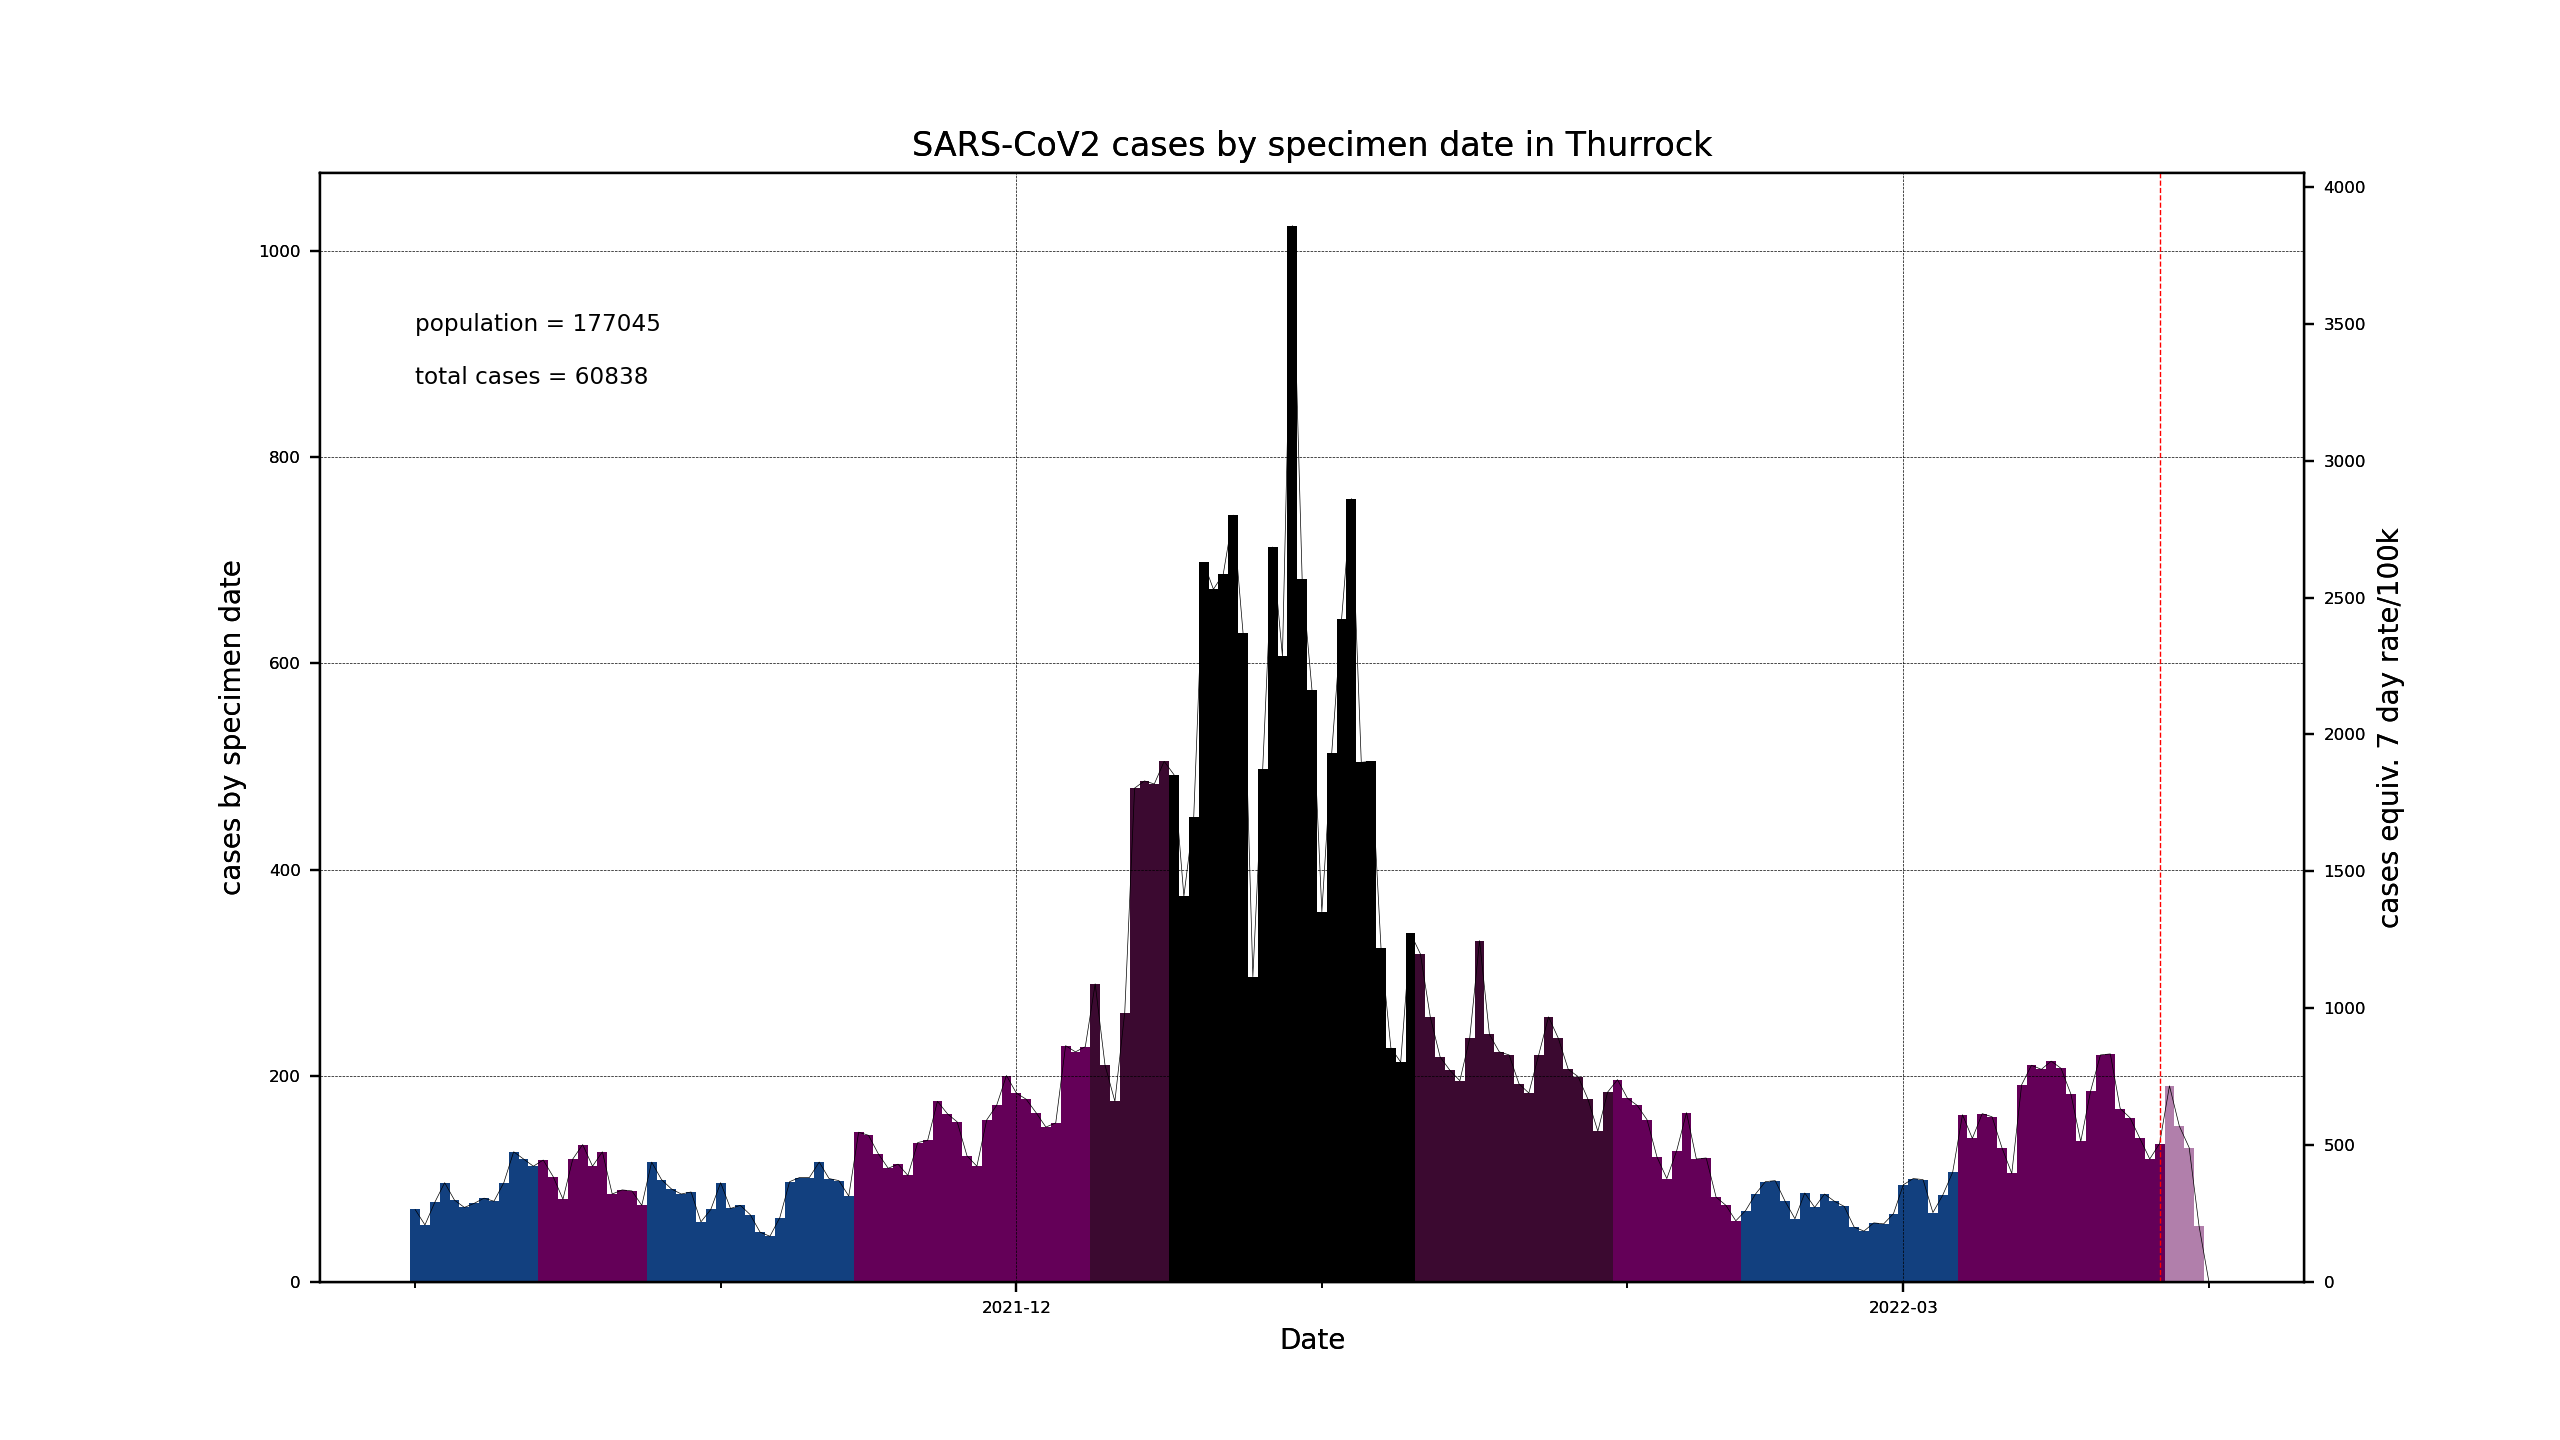 SARS-CoV2 cases by specimen date in Thurrock
population = 177045
total cases = 60838
cases by specimen date
1000
800
600
400
200
0
4000
3500
3000
2500
2000
1500
1000
500
0
cases equiv. 7 day rate/100k
2021-12
2022-03
Date